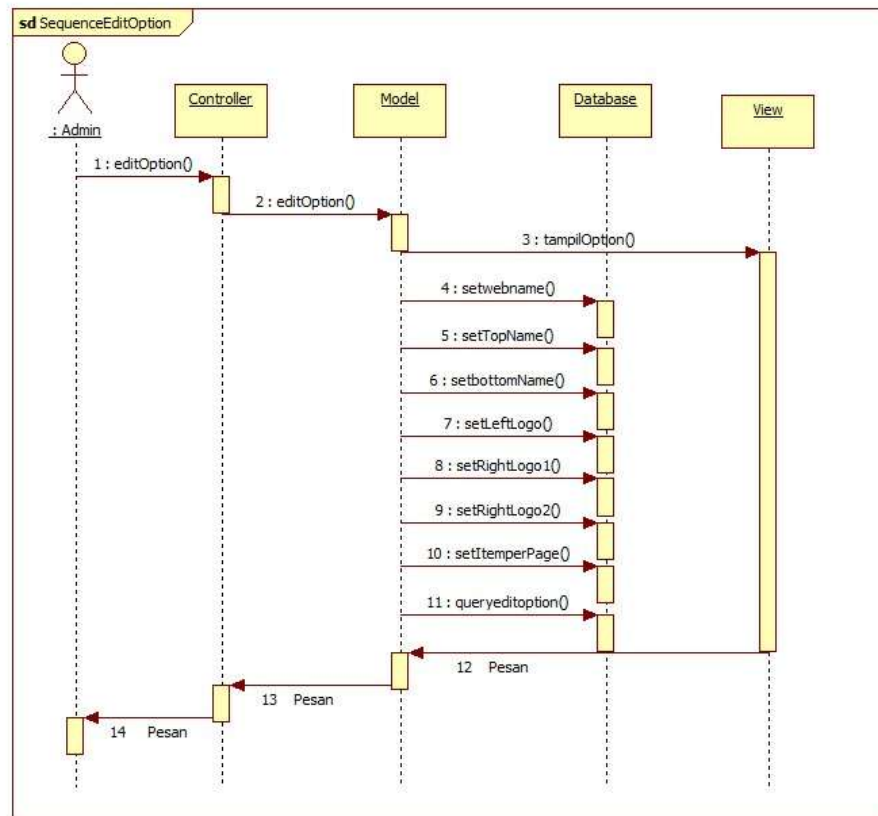 sd SequenceEditOption
: Admin
Controller
Model
Database
View
1 : editOption()
2 : editOption()
3 : tampilOption()
4 : setwebname()
5 : setTopName()
6 : setbottomName()
7 : setLeftLogo()
8 : setRightLogo1()
9 : setRightLogo2()
10 : setItemperPage()
11 : queryeditoption()
12 Pesan
13 Pesan
14 Pesan